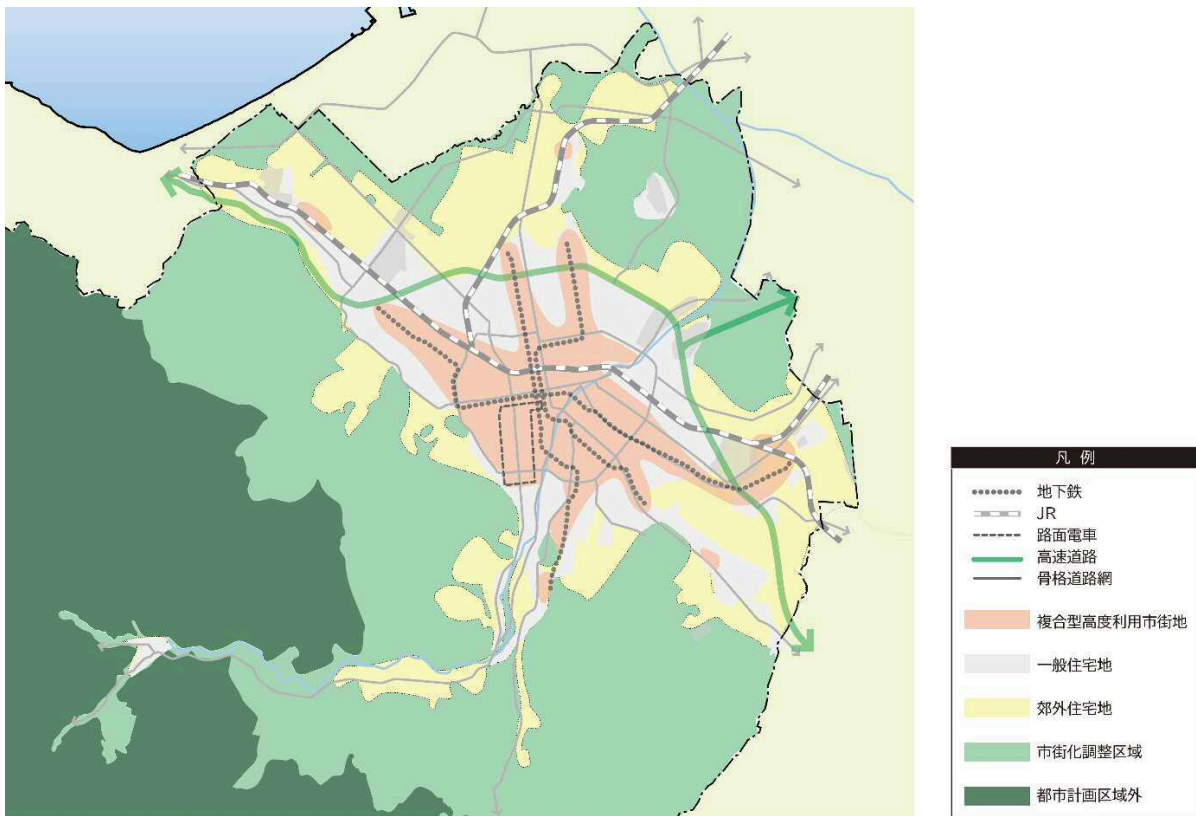 凡 例
地下鉄
JR
路面電車
高速道路
骨格道路網
複合型高度利用市街地
一般住宅地
郊外住宅地
市街化調整区域
都市計画区域外